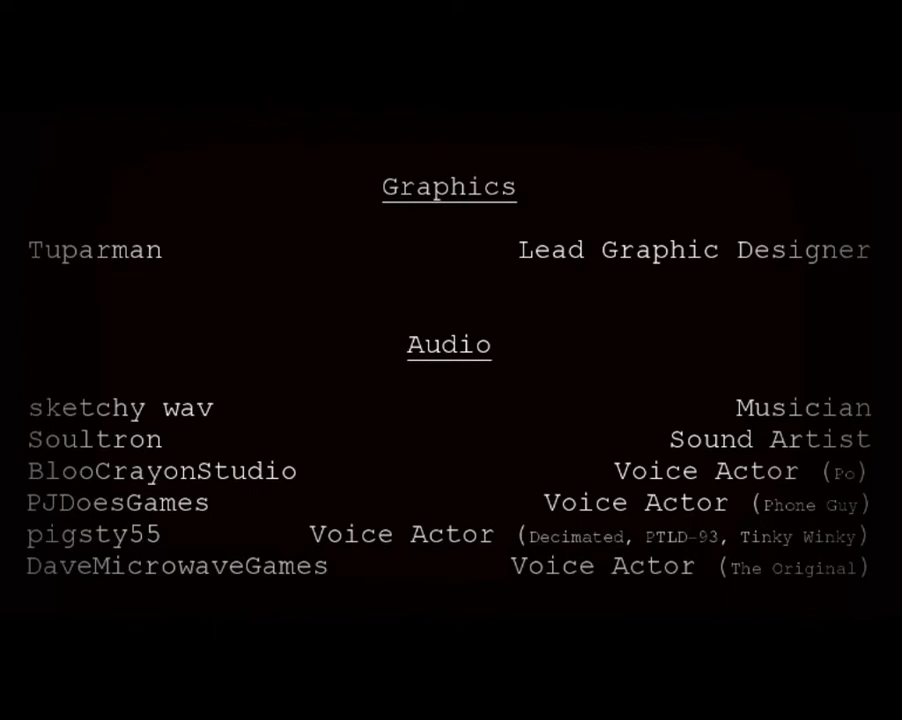 Graphics
Tuparman Lead Graphic Designer
Audio
sketchy wav Musician
Soultron Sound Artist
BlooCrayonStudio Voice Actor (Po)
PJDoesGames Voice Actor (Phone Guy)
pigsty55 Voice Actor (Decimated, PTLD-93, Tinky Winky)
DaveMicrowaveGames Voice Actor (The Original)